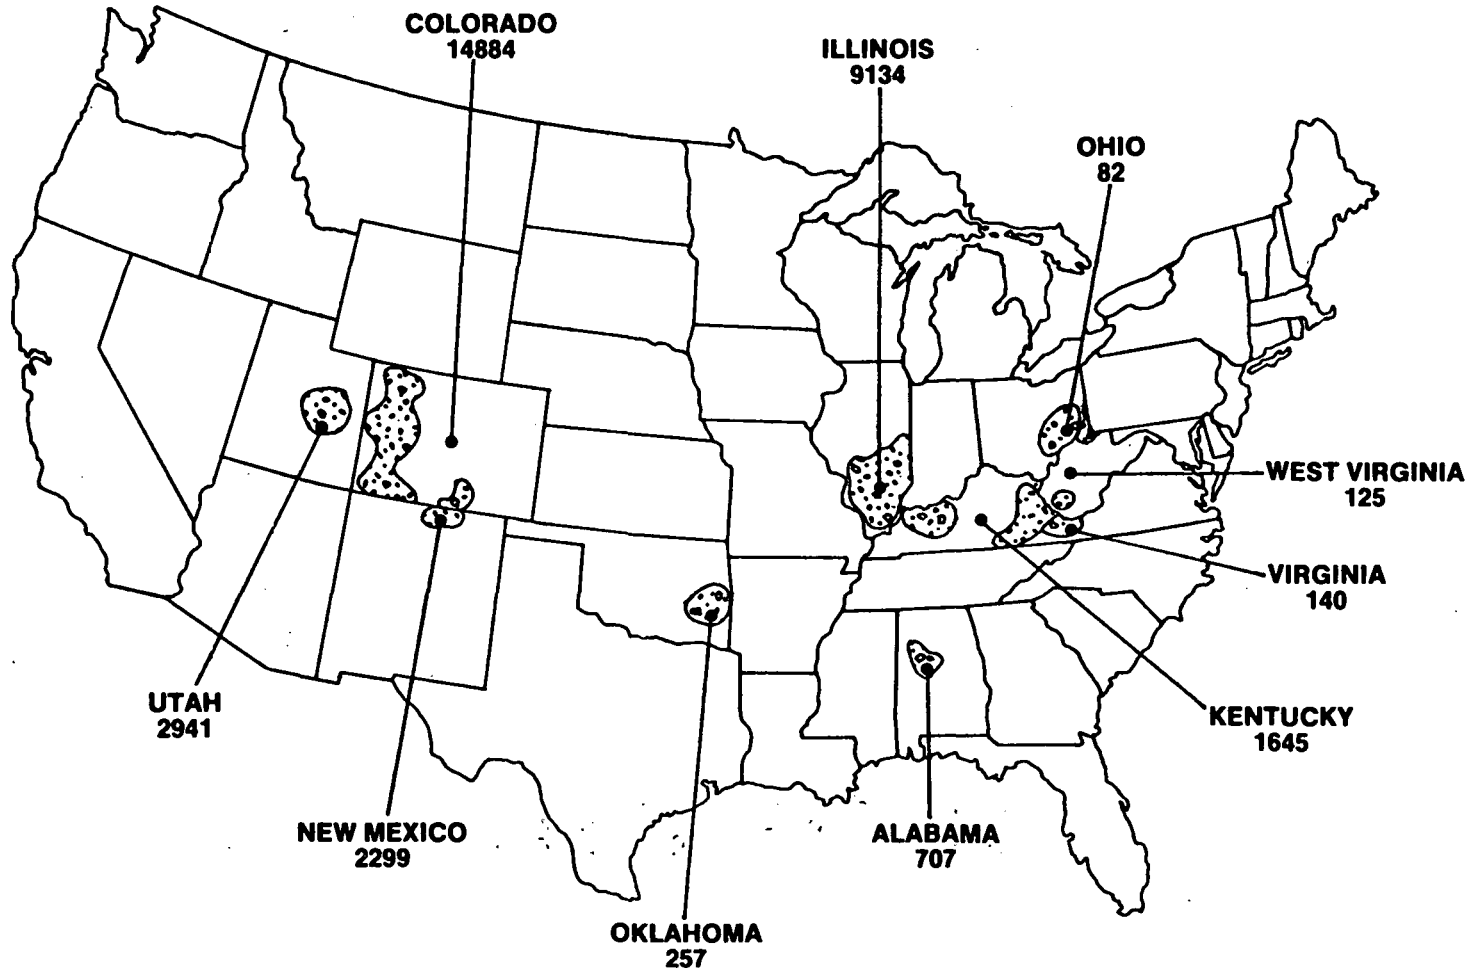 COLORADO
14884
ILLINOIS
9134
OHIO
82
WEST VIRGINIA
125
VIRGINIA
140
KENTUCKY
1645
UTAH
2941
NEW MEXICO
2299
ALABAMA
707
OKLAHOMA
257